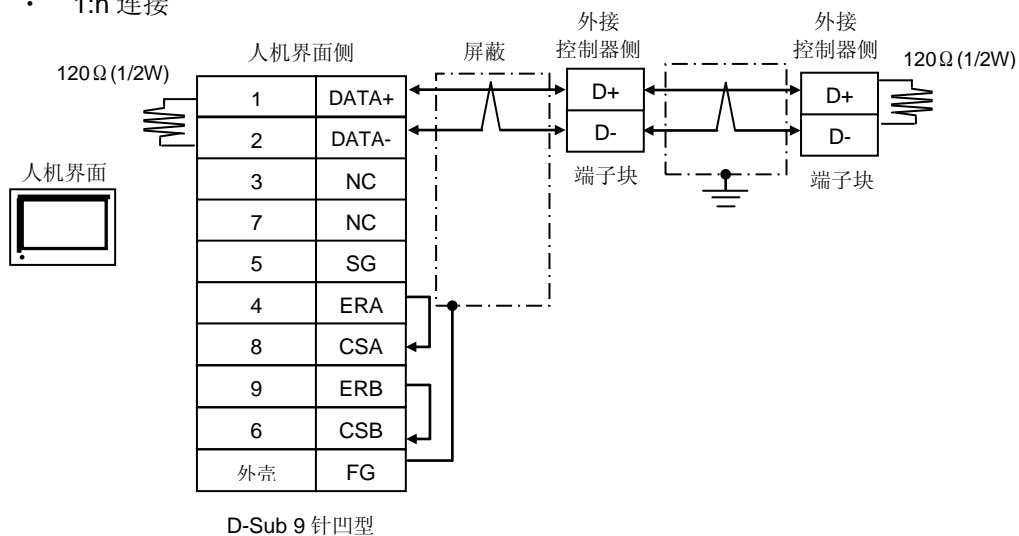 · 1:n 连接
外接
控制器侧
外接
控制器侧
人机界面侧
屏蔽
120Ω(1/2W)
120Ω(1/2W)
1 DATA+
2 DATA-
3 NC
7 NC
5 SG
4 ERA
8 CSA
9 ERB
6 CSB
外壳 FG
D+
D-
端子块
D+
D-
端子块
人机界面
D-Sub 9 针凹型